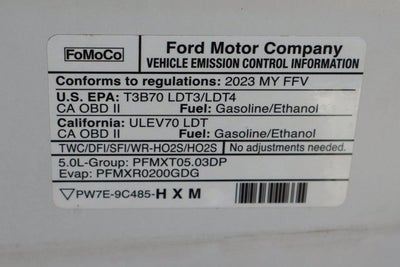 FoMoCo
Ford Motor Company
VEHICLE EMISSION CONTROL INFORMATION
Conforms to regulations: 2023 MY FFV
U.S. EPA: T3B70 LDT3/LDT4
CA OBD II Fuel: Gasoline/Ethanol
California: ULEV70 LDT
CA OBD II Fuel: Gasoline/Ethanol
TWC/DFI/SFI/WR-HO2S/HO2S No adjustments needed.
5.0L-Group: PFMXT05.03DP
Evap: PFMXR0200GDG
PW7E-9C485-H X M